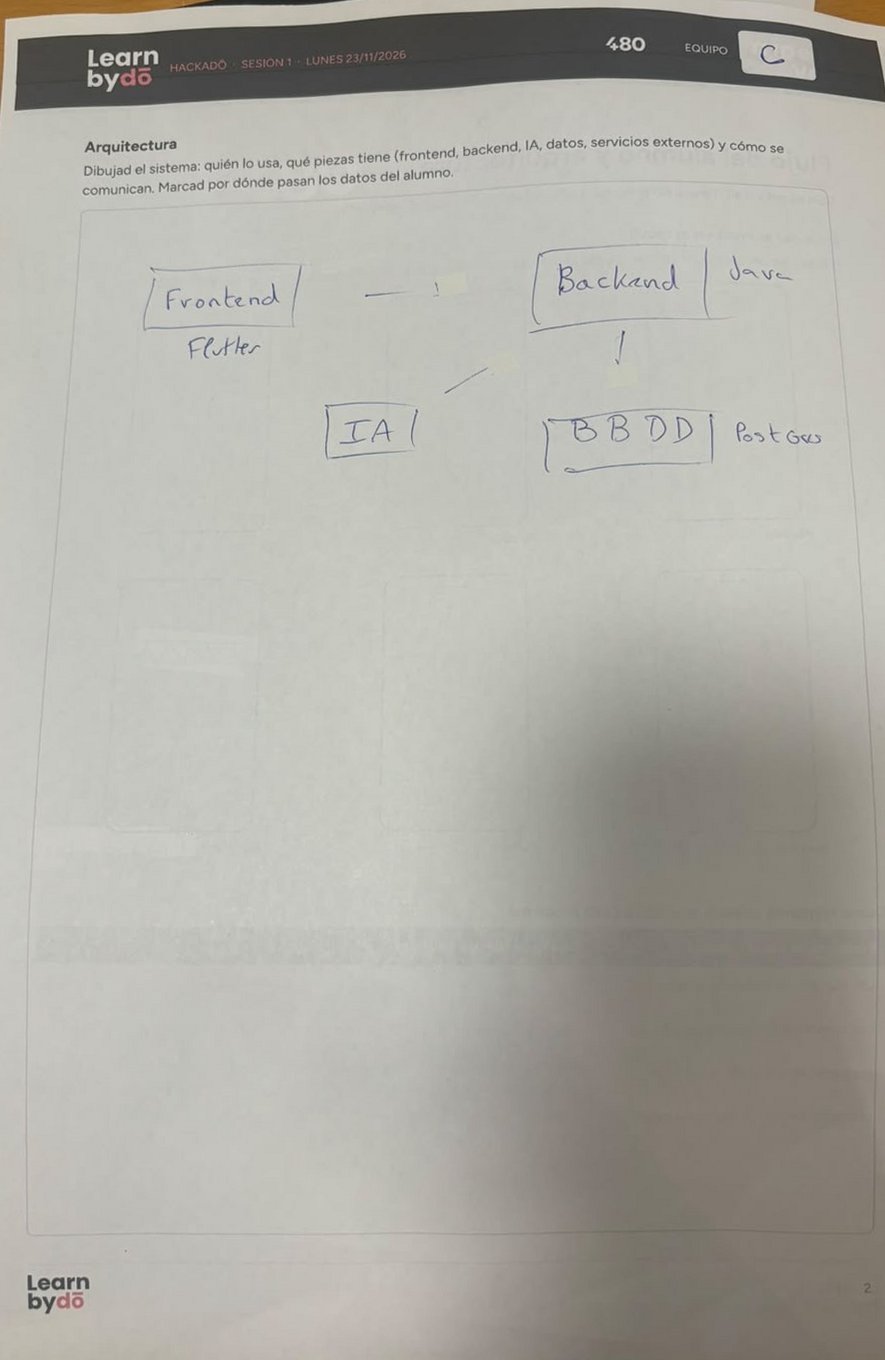 Learn
bydō
HACKADŌ · SESIÓN 1 · LUNES 23/11/2026
480
EQUIPO
C
Arquitectura
Dibujad el sistema: quién lo usa, qué piezas tiene (frontend, backend, IA, datos, servicios externos) y cómo se
comunican. Marcad por dónde pasan los datos del alumno.
Frontend
Flutter
Backend
Java
IA
BBDD
Learn
bydō
2